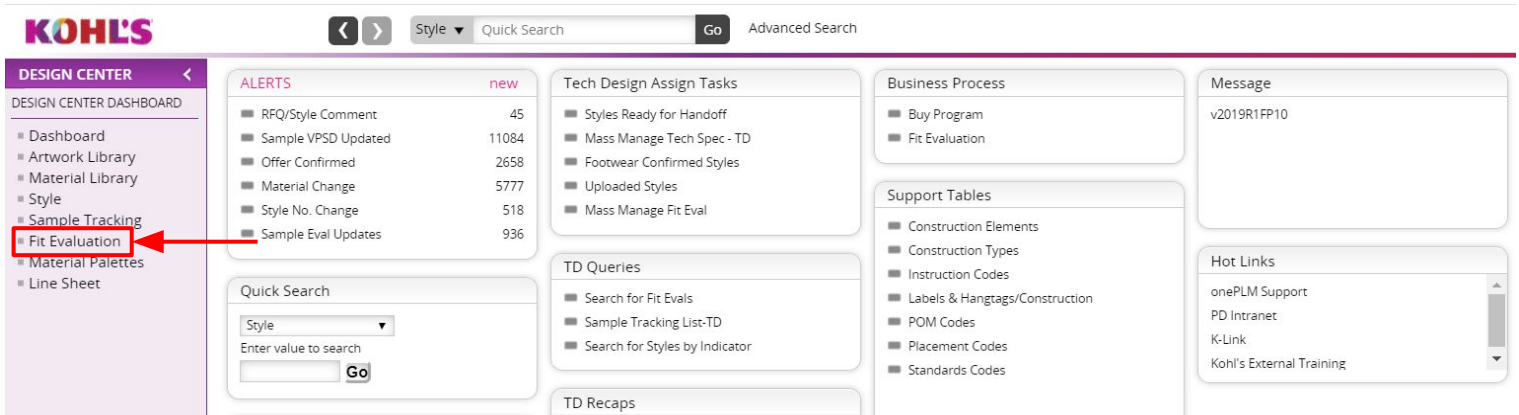 KOHL'S
Style ▼ Quick Search Go Advanced Search
DESIGN CENTER
DESIGN CENTER DASHBOARD
Dashboard
Artwork Library
Material Library
Style
Sample Tracking
Fit Evaluation
Material Palettes
Line Sheet
ALERTS new
RFQ/Style Comment 45
Sample VPSD Updated 11084
Offer Confirmed 2658
Material Change 5777
Style No. Change 518
Sample Eval Updates 936
Quick Search
Style ▼
Enter value to search
Go
Tech Design Assign Tasks
Styles Ready for Handoff
Mass Manage Tech Spec - TD
Footwear Confirmed Styles
Uploaded Styles
Mass Manage Fit Eval
TD Queries
Search for Fit Evals
Sample Tracking List-TD
Search for Styles by Indicator
TD Recaps
Business Process
Buy Program
Fit Evaluation
Support Tables
Construction Elements
Construction Types
Instruction Codes
Labels & Hangtags/Construction
POM Codes
Placement Codes
Standards Codes
Message
v2019R1FP10
Hot Links
onePLM Support
PD Intranet
K-Link
Kohl's External Training